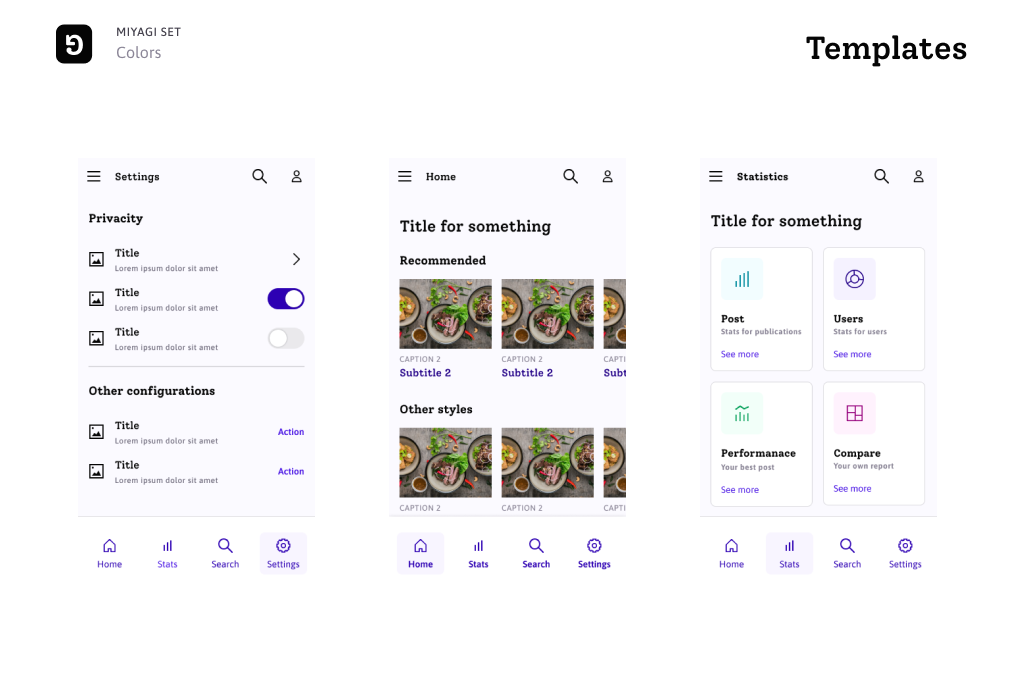 MIYAGI SET
Colors
Templates
Settings
Privacity
Title
Lorem ipsum dolor sit amet
Title
Lorem ipsum dolor sit amet
Title
Lorem ipsum dolor sit amet
Other configurations
Title
Lorem ipsum dolor sit amet
Action
Title
Lorem ipsum dolor sit amet
Action
Home
Stats
Search
Settings
Home
Title for something
Recommended
CAPTION 2
Subtitle 2
CAPTION 2
Subtitle 2
CAPTI
Subt
Other styles
CAPTION 2
CAPTION 2
CAPTI
Home
Stats
Search
Settings
Statistics
Title for something
Post
Stats for publications
See more
Users
Stats for users
See more
Performanace
Your best post
See more
Compare
Your own report
See more
Home
Stats
Search
Settings